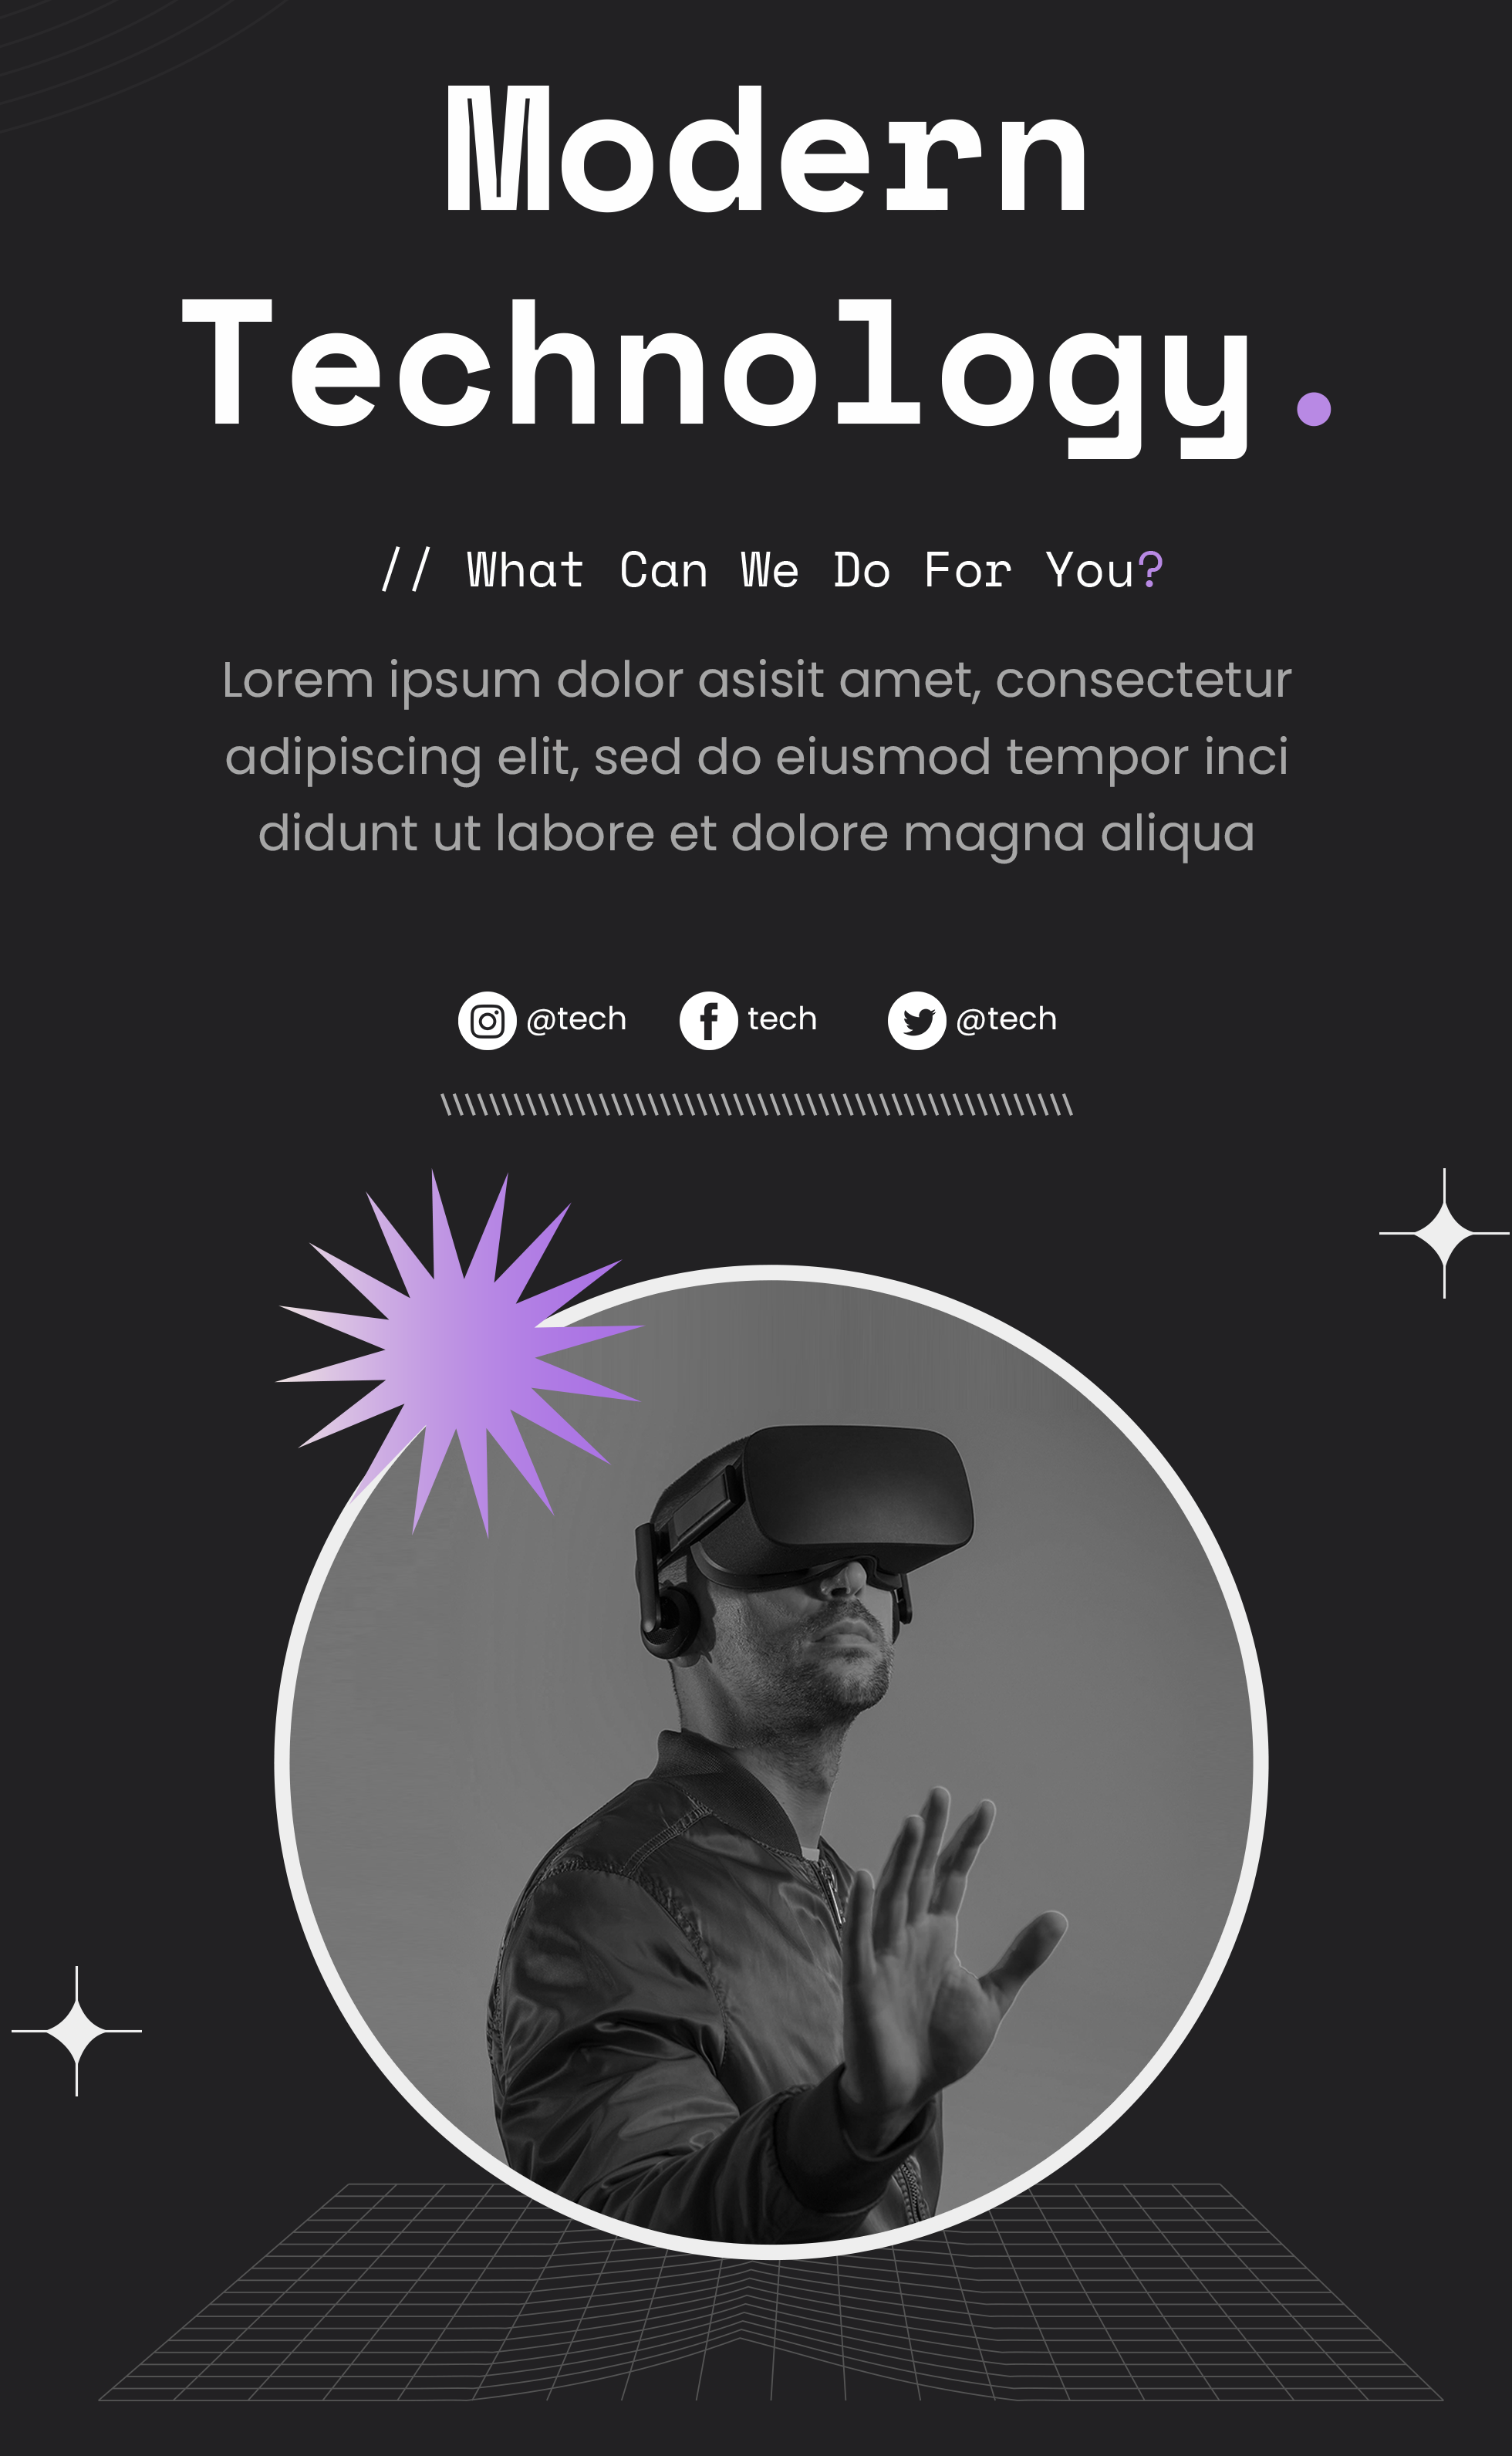 Modern
Technology.
// What Can We Do For You?
Lorem ipsum dolor asisit amet, consectetur
adipiscing elit, sed do eiusmod tempor inci
didunt ut labore et dolore magna aliqua
@tech tech @tech